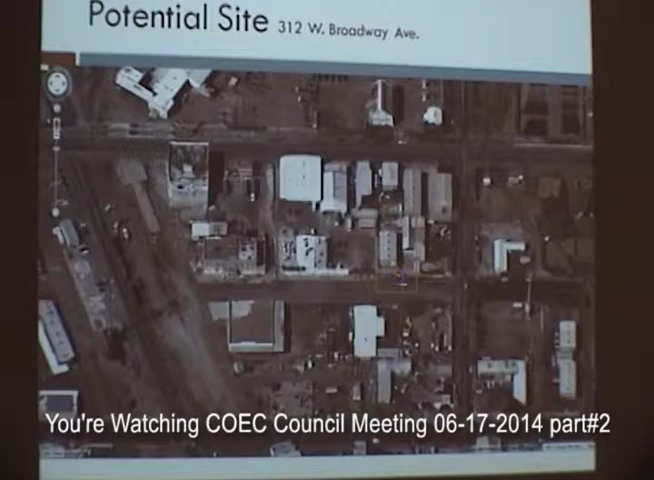 Potential Site 312 W. Broadway Ave.
You're Watching COEC Council Meeting 06-17-2014 part#2